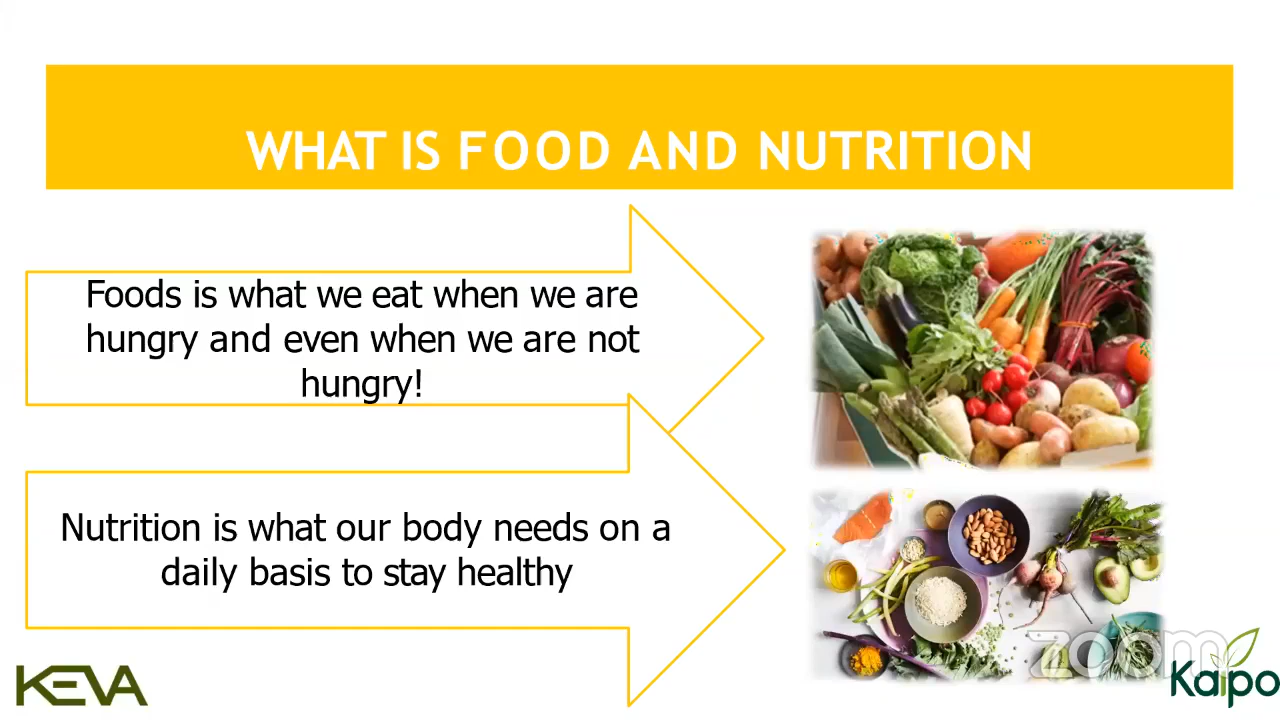 WHAT IS FOOD AND NUTRITION
Foods is what we eat when we are
hungry and even when we are not
hungry!
Nutrition is what our body needs on a
daily basis to stay healthy
zoom
KEVA
Kaipo